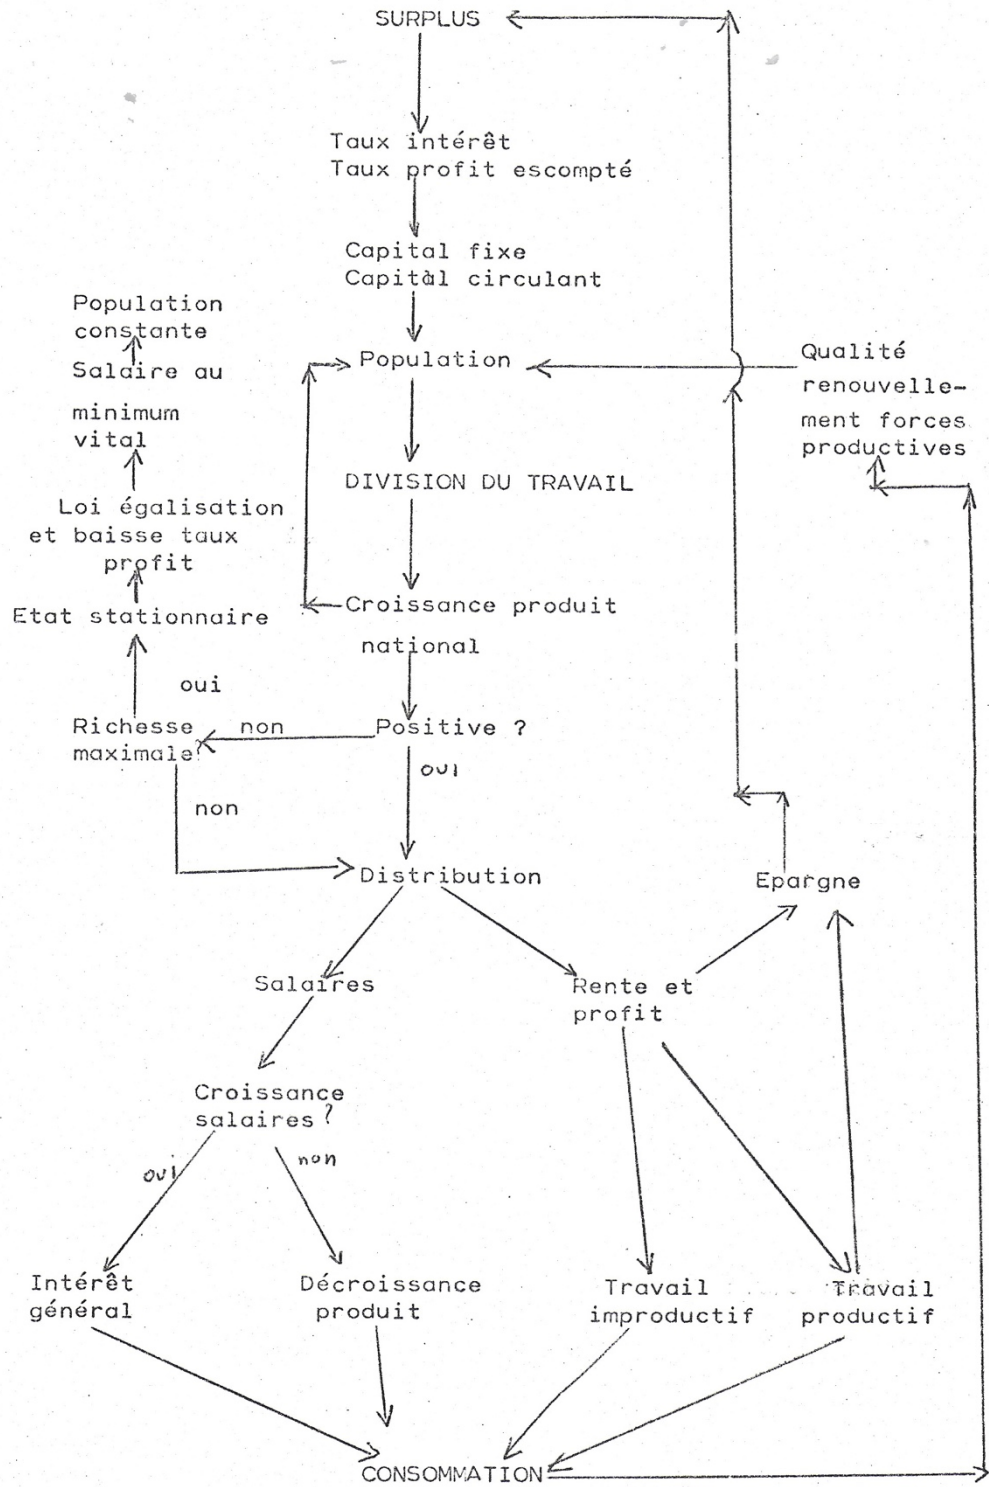 SURPLUS
Taux intérêt
Taux profit escompté
Capital fixe
Capital circulant
Population
constante
Salaire au
minimum
vital
Population
Qualité
renouvelle-
ment forces
productives
DIVISION DU TRAVAIL
Loi égalisation
et baisse taux
profit
Etat stationnaire
Croissance produit
national
oui
Richesse
maximale?
non
Positive ?
oui
non
Distribution
Epargne
Salaires
Rente et
profit
Croissance
salaires ?
oui
non
Intérêt
général
Décroissance
produit
Travail
improductif
Travail
productif
CONSOMMATION